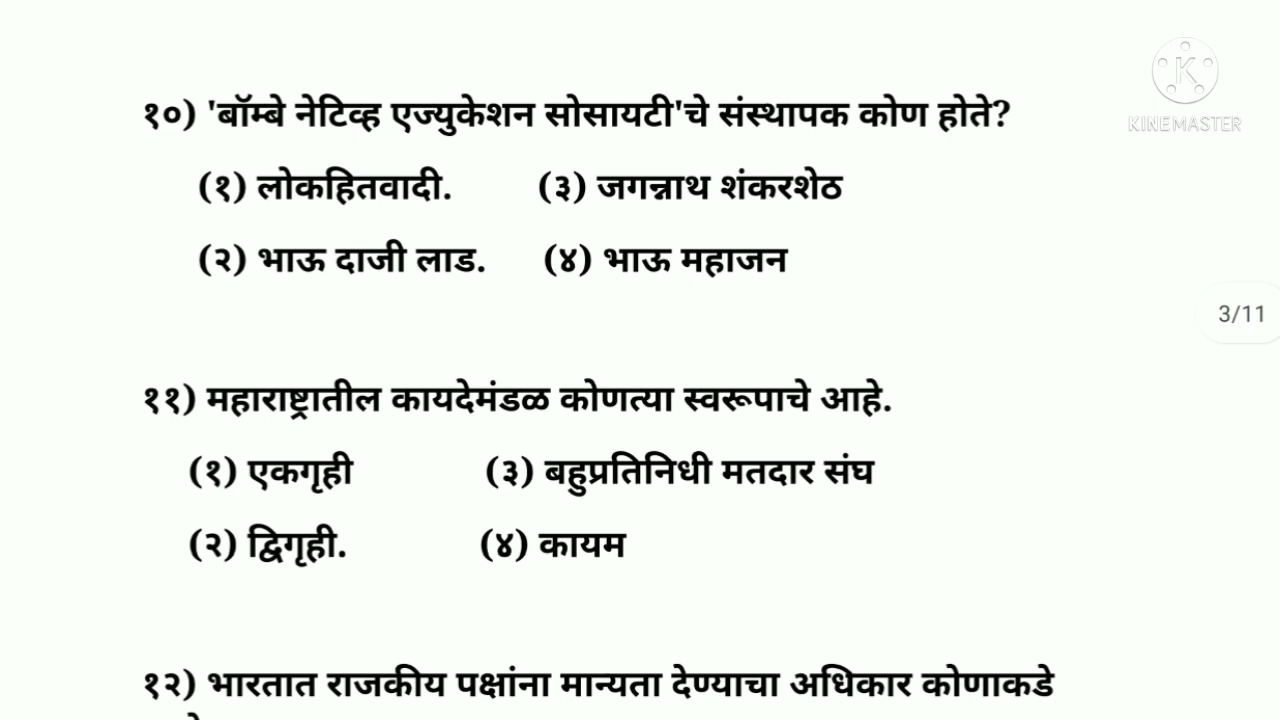 १०) 'बॉम्बे नेटिव्ह एज्युकेशन सोसायटी'चे संस्थापक कोण होते?
(१) लोकहितवादी. (३) जगन्नाथ शंकरशेठ
(२) भाऊ दाजी लाड. (४) भाऊ महाजन
११) महाराष्ट्रातील कायदेमंडळ कोणत्या स्वरूपाचे आहे.
(१) एकगृही (३) बहुप्रतिनिधी मतदार संघ
(२) द्विगृही. (४) कायम
१२) भारतात राजकीय पक्षांना मान्यता देण्याचा अधिकार कोणाकडे
K
KINEMASTER
3/11